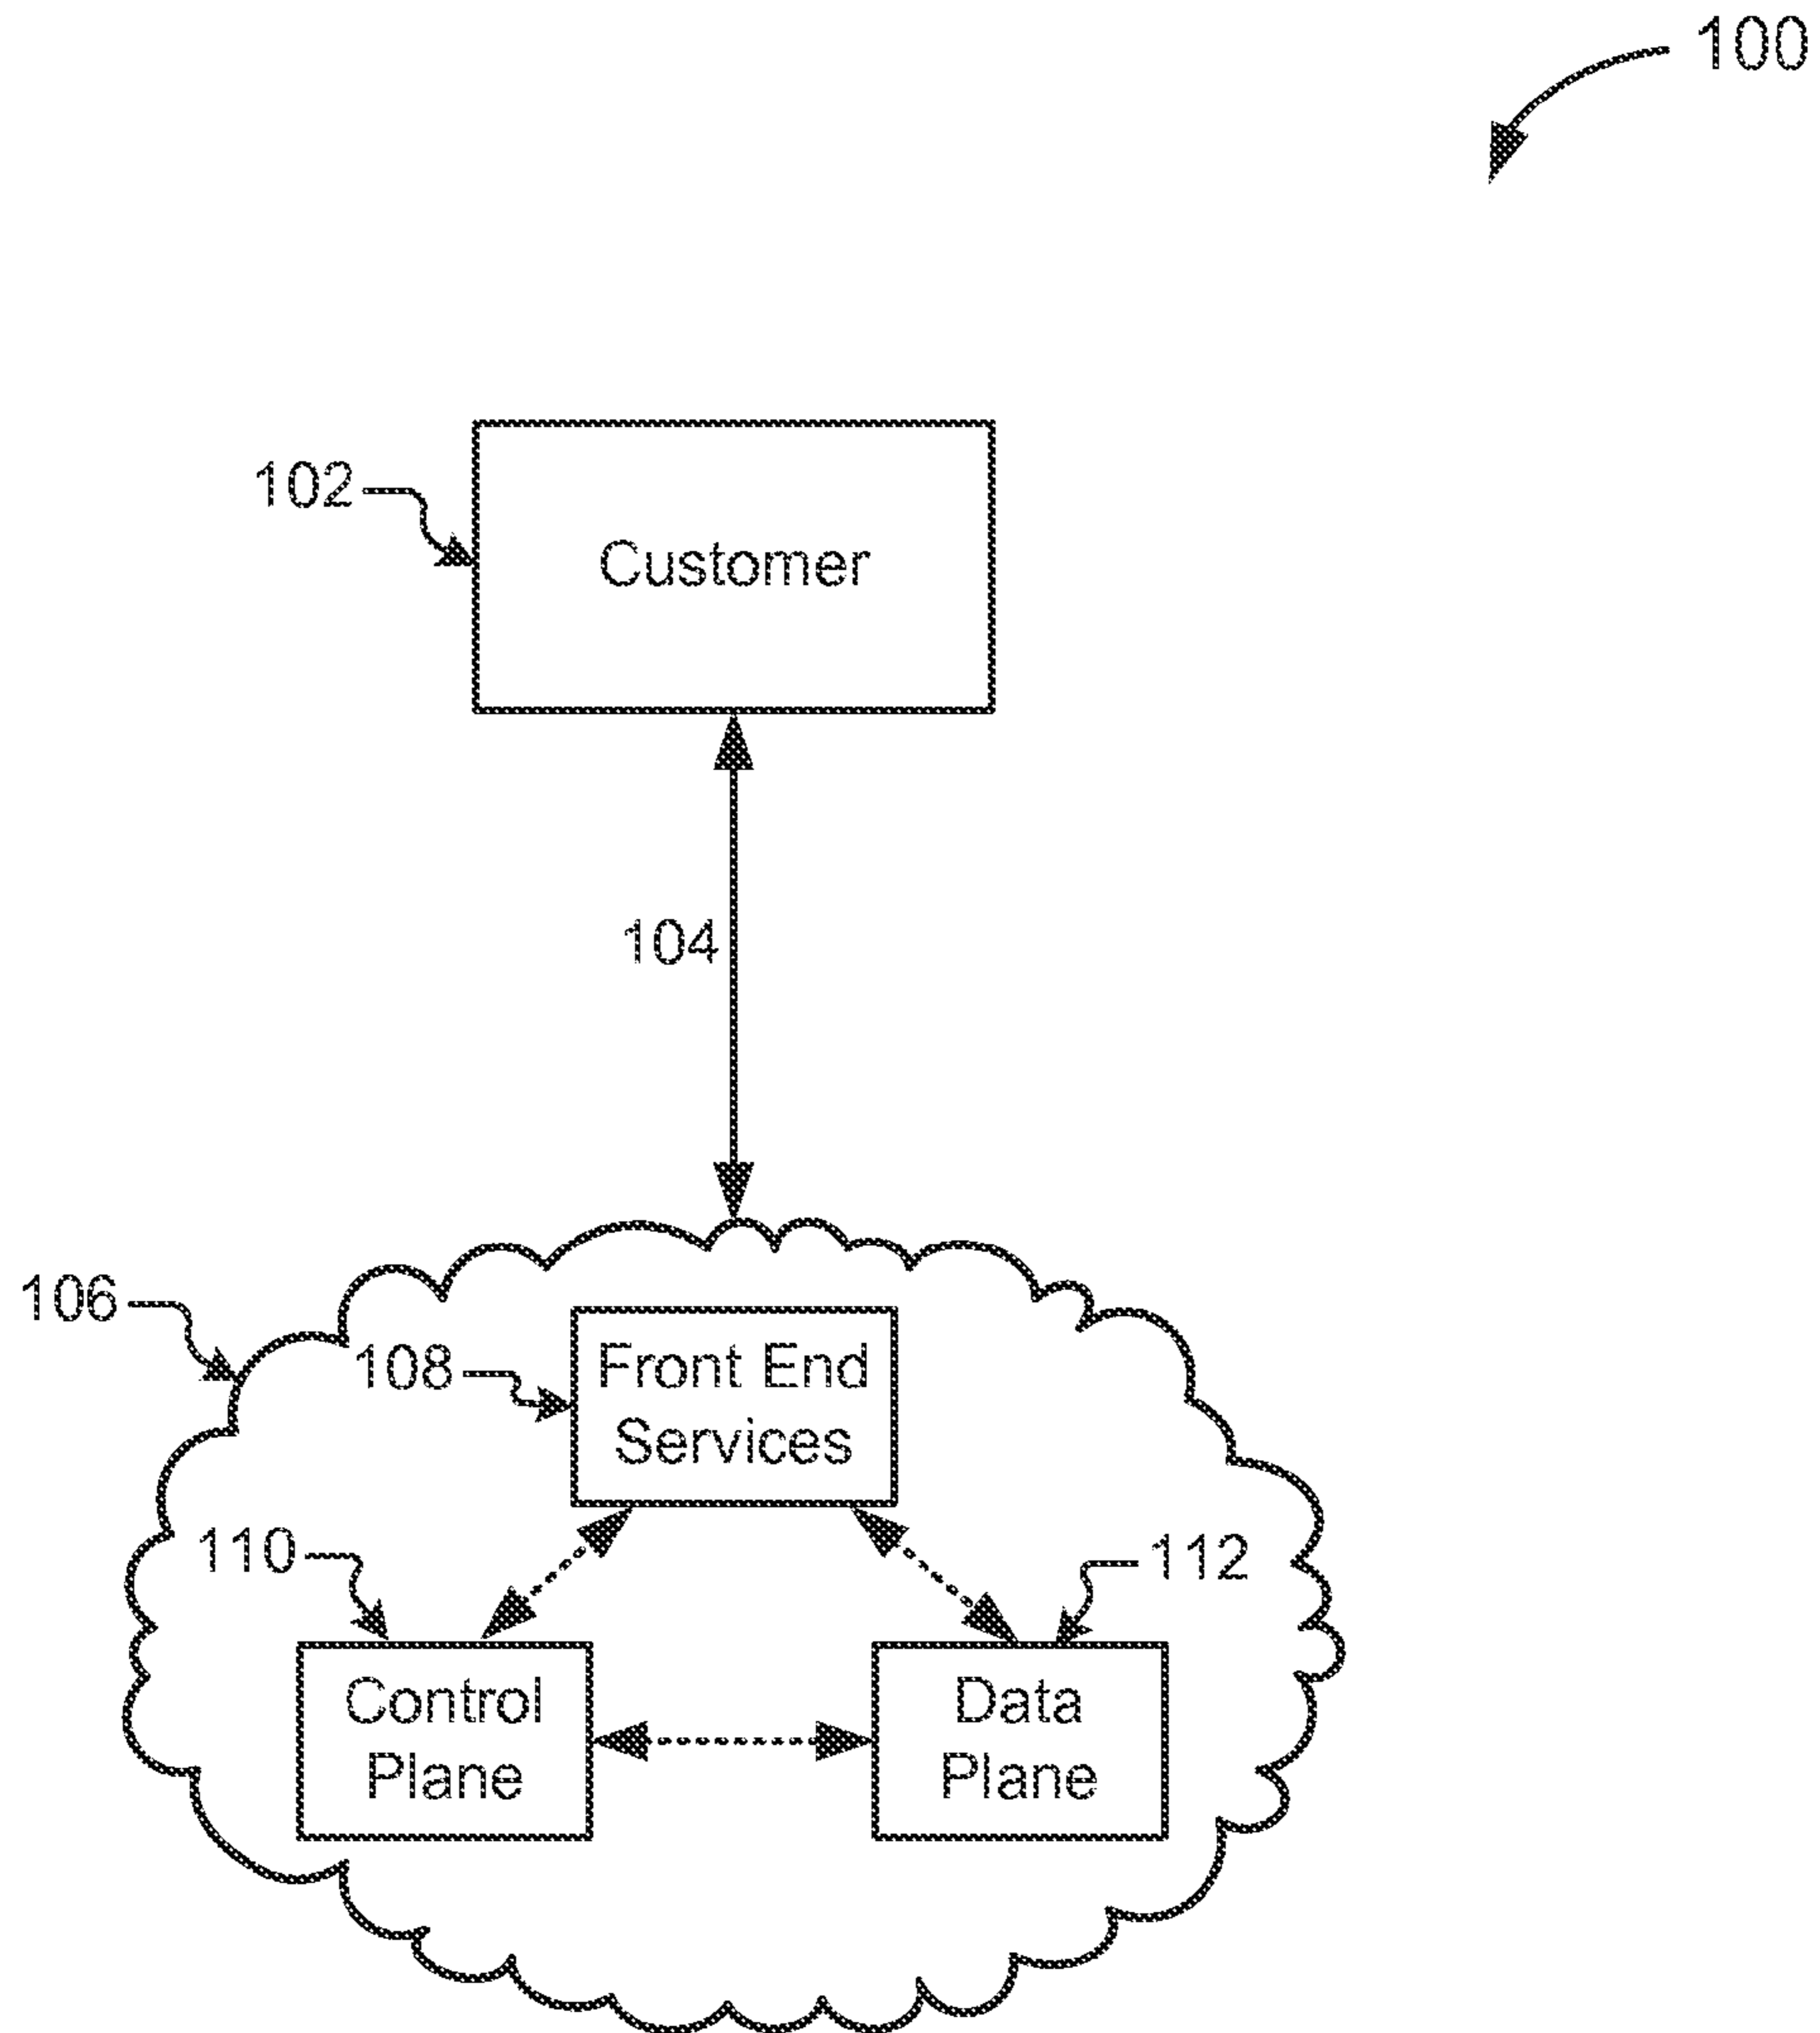 100
102
Customer
104
106
108
Front End
Services
110
112
Control
Plane
Data
Plane